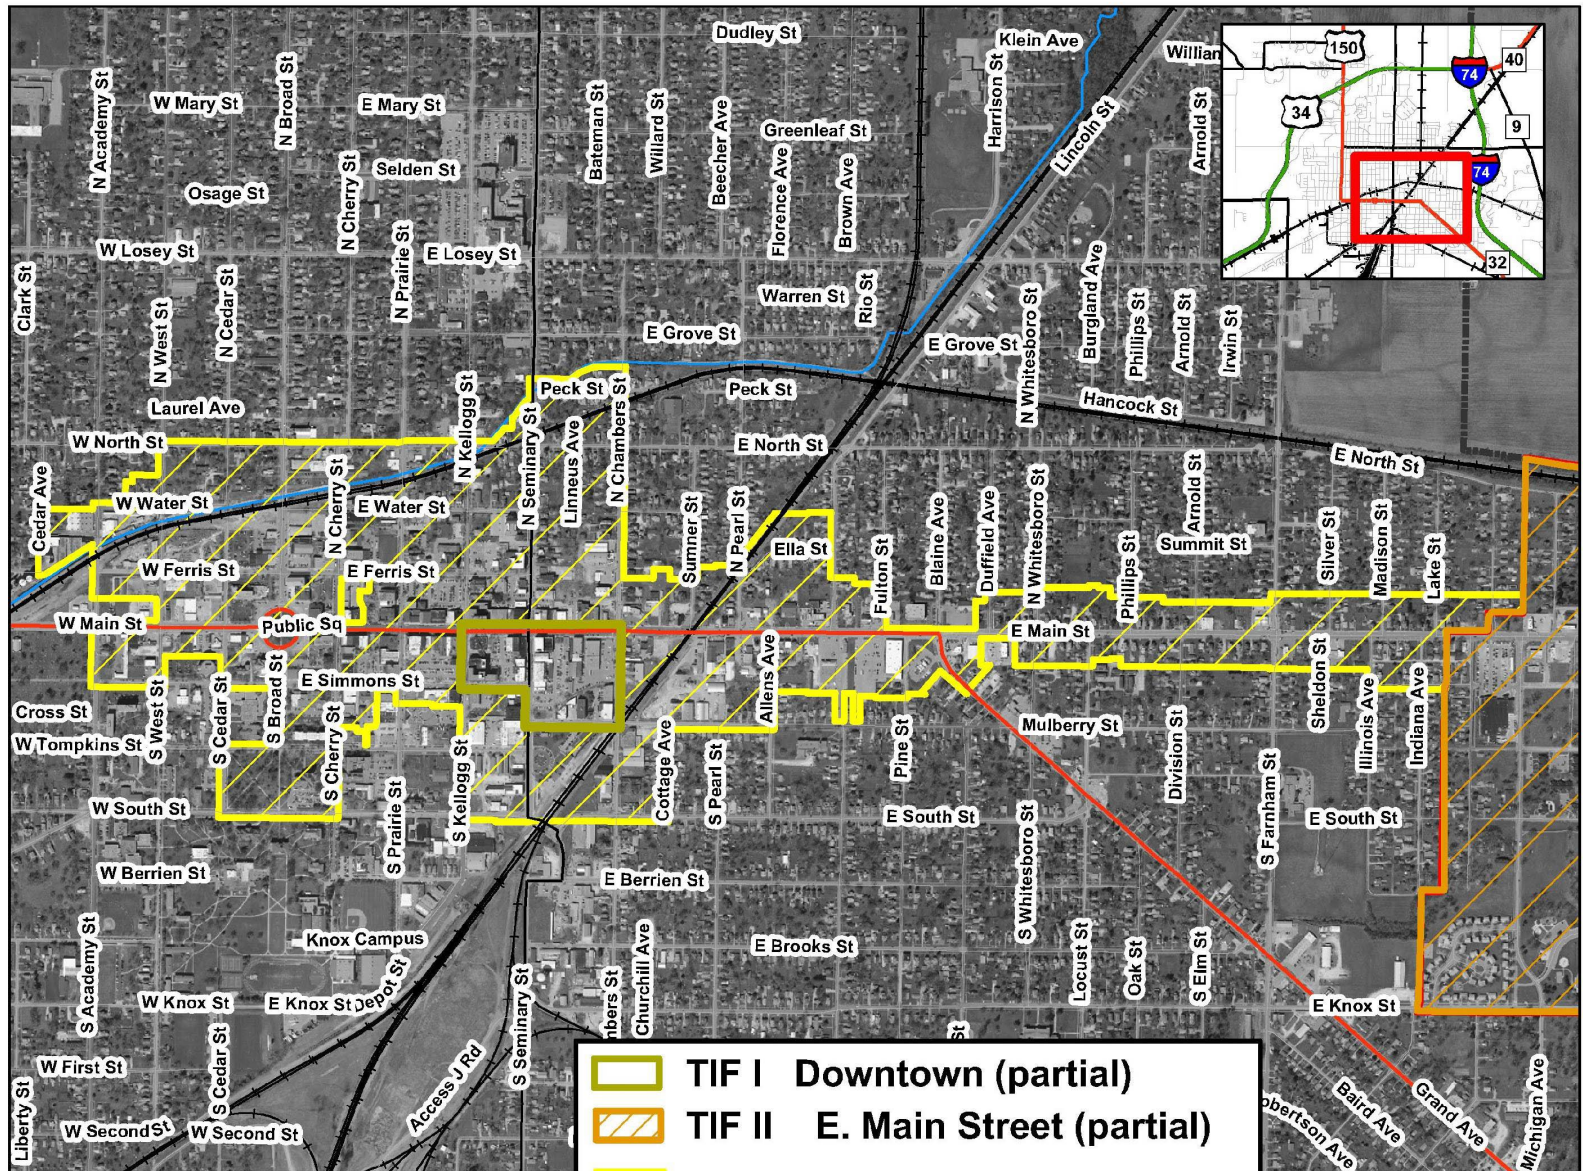 Dudley St
Klein Ave
Willian
150
74
40
34
9
74
32
N Academy St
W Mary St
N Broad St
E Mary St
Bateman St
Willard St
Beecher Ave
Greenleaf St
Harrison St
Lincoln St
Arnold St
Selden St
Osage St
N Cherry St
Florence Ave
Brown Ave
W Losey St
N Prairie St
E Losey St
Clark St
N West St
N Cedar St
Warren St
Rio St
E Grove St
E Grove St
N Whitesboro St
Burgland Ave
Phillips St
Arnold St
Irwin St
Laurel Ave
N Kellogg St
Peck St
Peck St
Hancock St
W North St
N Seminary St
Linneus Ave
N Chambers St
E North St
E North St
Cedar Ave
W Water St
N Cherry St
E Water St
Sumner St
N Pearl St
Ella St
Fulton St
Blaine Ave
Duffield Ave
N Whitesboro St
Arnold St
Summit St
Phillips St
Silver St
Madison St
Lake St
W Ferris St
E Ferris St
W Main St
Public Sq
E Main St
Cross St
W Tompkins St
S West St
S Cedar St
S Broad St
E Simmons St
S Cherry St
Allens Ave
Pine St
Mulberry St
Division St
Sheldon St
Illinois Ave
Indiana Ave
W South St
S Prairie St
S Kellogg St
Cottage Ave
S Pearl St
E South St
S Farnham St
E South St
W Berrien St
E Berrien St
S Whitesboro St
S Academy St
Knox Campus
E Brooks St
Churchill Ave
Locust St
Oak St
S Elm St
W Knox St
E Knox St
Depot St
S Seminary St
mbers St
St
E Knox St
W First St
S Cedar St
Access J Rd
Liberty St
W Second St
W Second St
TIF I Downtown (partial)
TIF II E. Main Street (partial)
obertson Ave
Baird Ave
Grand Ave
Michigan Ave